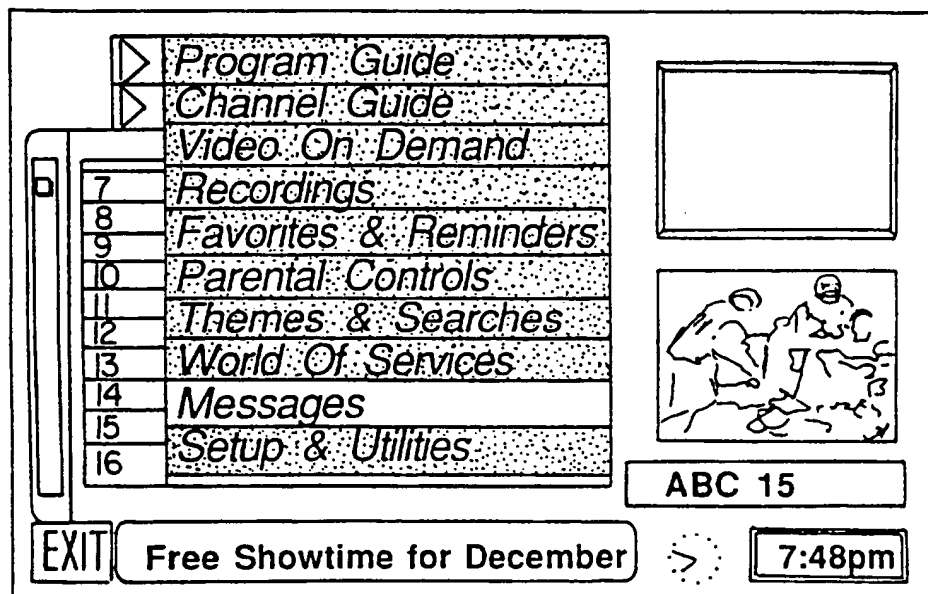 Program Guide
Channel Guide
Video On Demand
7 Recordings
8
9 Favorites & Reminders
10 Parental Controls
11
12 Themes & Searches
13 World Of Services
14 Messages
15
16 Setup & Utilities
ABC 15
EXIT Free Showtime for December 7:48pm